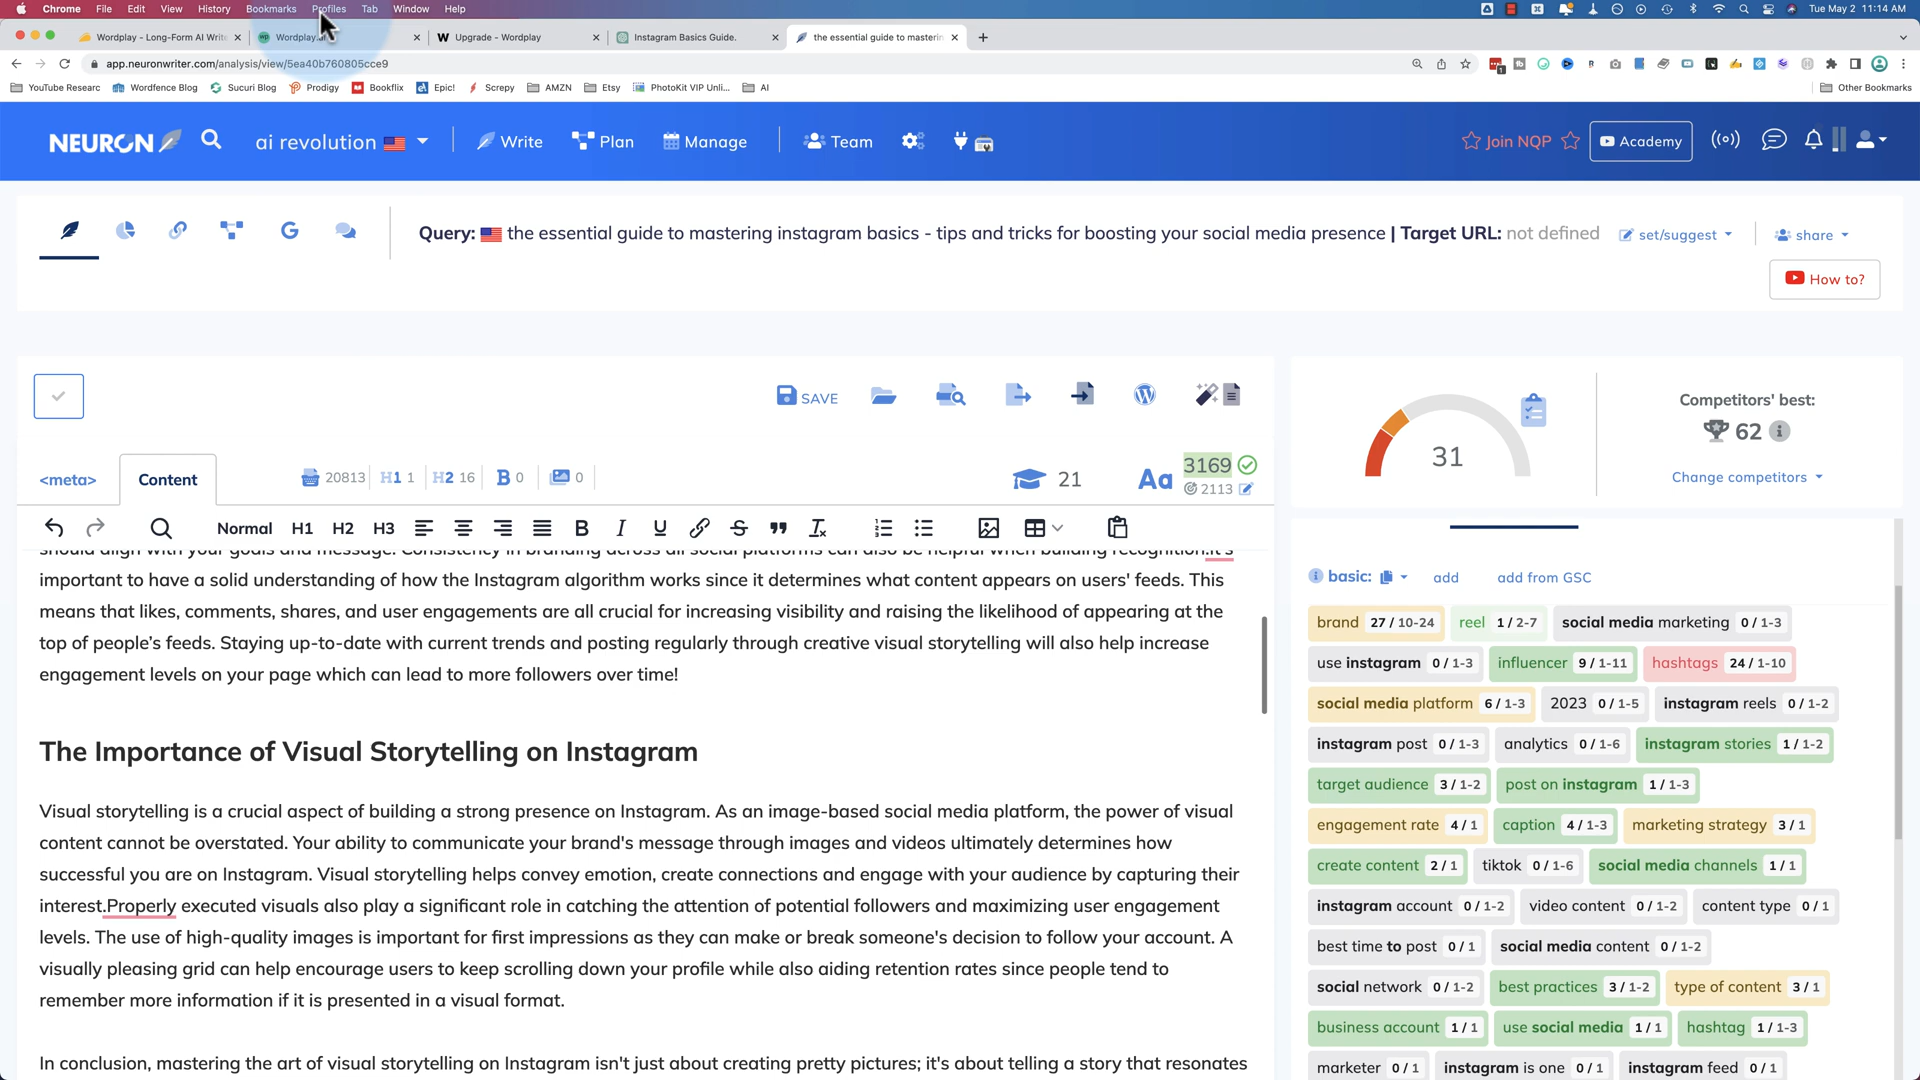 Chrome File Edit View History Bookmarks Profiles Tab Window Help Tue May 2 11:14 AM
Wordplay - Long-Form AI Write Wordplay.ai Upgrade - Wordplay Instagram Basics Guide. the essential guide to masterin
app.neuronwriter.com/analysis/view/5ea40b760805cce9
YouTube Researc Wordfence Blog Sucuri Blog Prodigy Bookflix Epic! Screpy AMZN Etsy PhotoKit VIP Unli... AI Other Bookmarks
NEURON ai revolution Write Plan Manage Team Join NQP Academy
Query: the essential guide to mastering instagram basics - tips and tricks for boosting your social media presence | Target URL: not defined set/suggest share
How to?
SAVE
31
Competitors' best:
62
Change competitors
<meta> Content 20813 H1 1 H2 16 B 0 0 21 Aa 3169
2113
Normal H1 H2 H3 B I U
should align with your goals and message. Consistency in branding across all social platforms can also be helpful when building recognition.It's
important to have a solid understanding of how the Instagram algorithm works since it determines what content appears on users' feeds. This
means that likes, comments, shares, and user engagements are all crucial for increasing visibility and raising the likelihood of appearing at the
top of people's feeds. Staying up-to-date with current trends and posting regularly through creative visual storytelling will also help increase
engagement levels on your page which can lead to more followers over time!
The Importance of Visual Storytelling on Instagram
Visual storytelling is a crucial aspect of building a strong presence on Instagram. As an image-based social media platform, the power of visual
content cannot be overstated. Your ability to communicate your brand's message through images and videos ultimately determines how
successful you are on Instagram. Visual storytelling helps convey emotion, create connections and engage with your audience by capturing their
interest.Properly executed visuals also play a significant role in catching the attention of potential followers and maximizing user engagement
levels. The use of high-quality images is important for first impressions as they can make or break someone's decision to follow your account. A
visually pleasing grid can help encourage users to keep scrolling down your profile while also aiding retention rates since people tend to
remember more information if it is presented in a visual format.
In conclusion, mastering the art of visual storytelling on Instagram isn't just about creating pretty pictures; it's about telling a story that resonates
basic: add add from GSC
brand 27 / 10-24 reel 1 / 2-7 social media marketing 0 / 1-3
use instagram 0 / 1-3 influencer 9 / 1-11 hashtags 24 / 1-10
social media platform 6 / 1-3 2023 0 / 1-5 instagram reels 0 / 1-2
instagram post 0 / 1-3 analytics 0 / 1-6 instagram stories 1 / 1-2
target audience 3 / 1-2 post on instagram 1 / 1-3
engagement rate 4 / 1 caption 4 / 1-3 marketing strategy 3 / 1
create content 2 / 1 tiktok 0 / 1-6 social media channels 1 / 1
instagram account 0 / 1-2 video content 0 / 1-2 content type 0 / 1
best time to post 0 / 1 social media content 0 / 1-2
social network 0 / 1-2 best practices 3 / 1-2 type of content 3 / 1
business account 1 / 1 use social media 1 / 1 hashtag 1 / 1-3
marketer 0 / 1 instagram is one 0 / 1 instagram feed 0 / 1